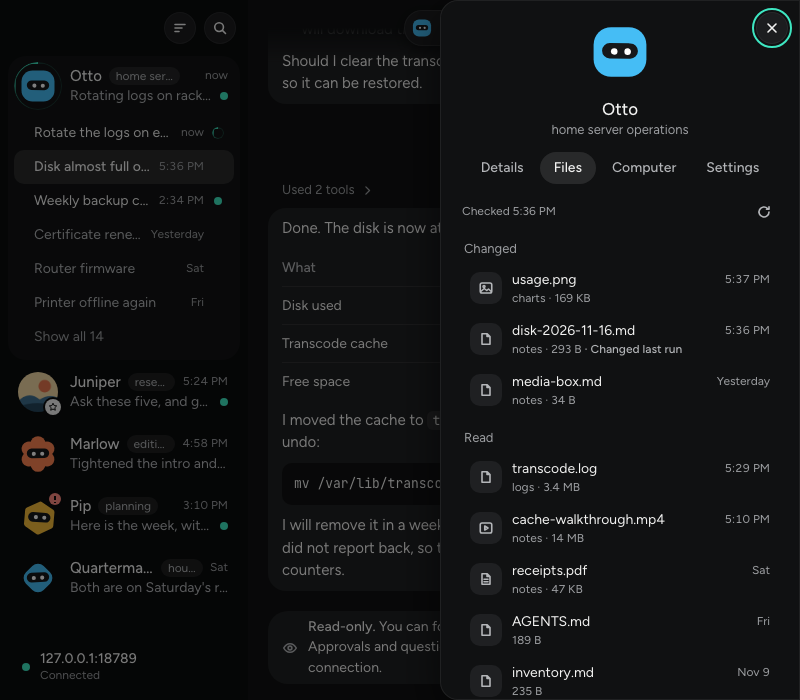 Otto
home ser...
now
Rotating logs on rack...
Rotate the logs on e...
now
Disk almost full o...
5:36 PM
Weekly backup c...
2:34 PM
Certificate rene...
Yesterday
Router firmware
Sat
Printer offline again
Fri
Show all 14
Juniper
rese...
5:24 PM
Ask these five, and g...
Marlow
editi...
4:58 PM
Tightened the intro and...
Pip
planning
3:10 PM
Here is the week, wit...
Quarterma...
hou...
Sat
Both are on Saturday's r...
127.0.0.1:18789
Connected
Should I clear the transc
so it can be restored.
Used 2 tools
Done. The disk is now at
What
Disk used
Transcode cache
Free space
I moved the cache to
undo:
mv /var/lib/transco
I will remove it in a week
did not report back, so t
counters.
Read-only. You can fo
Approvals and questi
connection.
Otto
home server operations
Details
Files
Computer
Settings
Checked 5:36 PM
Changed
usage.png
5:37 PM
charts · 169 KB
disk-2026-11-16.md
5:36 PM
notes · 293 B · Changed last run
media-box.md
Yesterday
notes · 34 B
Read
transcode.log
5:29 PM
logs · 3.4 MB
cache-walkthrough.mp4
5:10 PM
notes · 14 MB
receipts.pdf
Sat
notes · 47 KB
AGENTS.md
Fri
189 B
inventory.md
Nov 9
235 B